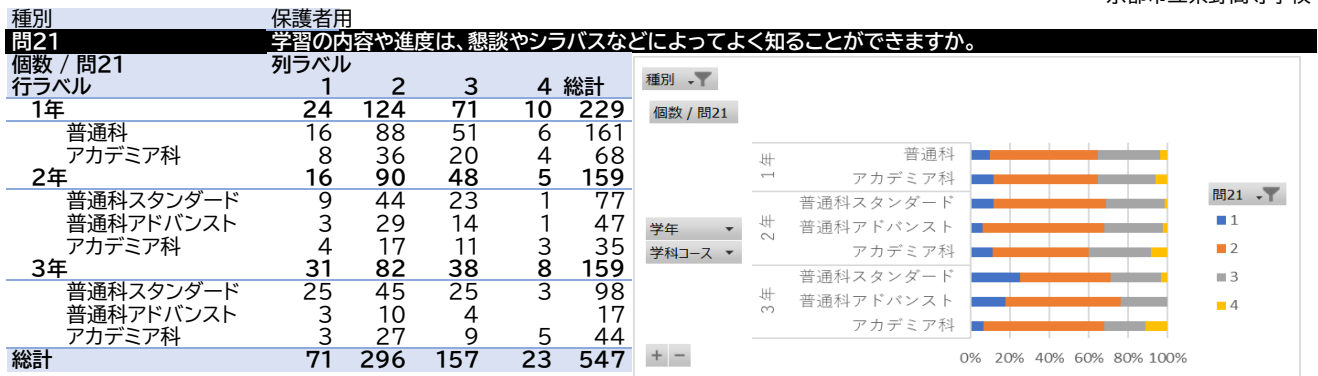 種別 保護者用
問21 学習の内容や進度は、懇談やシラバスなどによってよく知ることができますか。
個数 / 問21 列ラベル
行ラベル 1 2 3 4 総計
1年 24 124 71 10 229
普通科 16 88 51 6 161
アカデミア科 8 36 20 4 68
2年 16 90 48 5 159
普通科スタンダード 9 44 23 1 77
普通科アドバンスト 3 29 14 1 47
アカデミア科 4 17 11 3 35
3年 31 82 38 8 159
普通科スタンダード 25 45 25 3 98
普通科アドバンスト 3 10 4 17
アカデミア科 3 27 9 5 44
総計 71 296 157 23 547
種別
個数 / 問21
学年
学科コース
1年
普通科
アカデミア科
2年
普通科スタンダード
普通科アドバンスト
アカデミア科
3年
普通科スタンダード
普通科アドバンスト
アカデミア科
0% 20% 40% 60% 80% 100%
問21
1
2
3
4
+ -